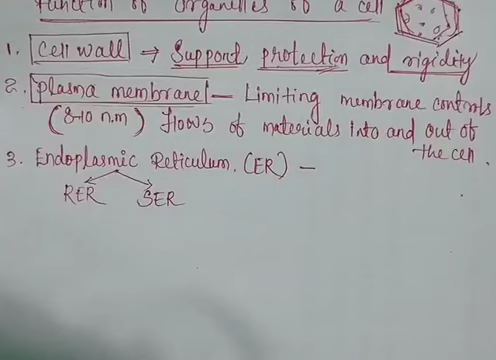 Function of Organelles of a cell
1. Cell wall → Support, protection and rigidity
2. plasma membrane — Limiting membrane controls
(8-10 n.m) flows of materials into and out of
the cell.
3. Endoplasmic Reticulum. (ER) —
RER SER